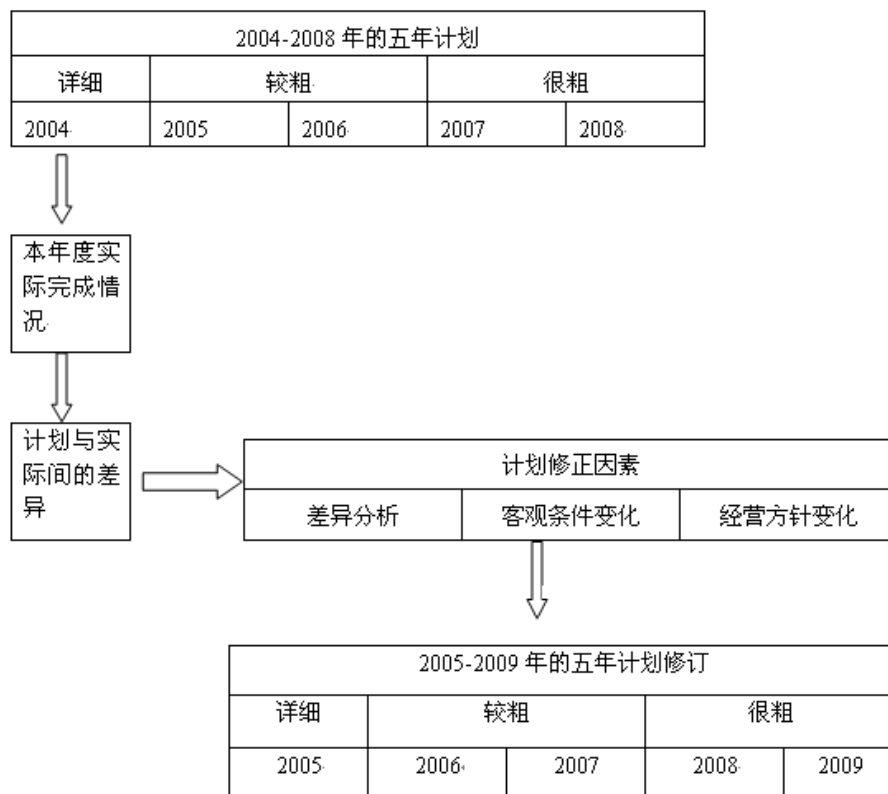 2004-2008 年的五年计划
详细 较粗 很粗
2004 2005 2006 2007 2008
本年度实
际完成情
况
计划与实
际间的差
异
计划修正因素
差异分析 客观条件变化 经营方针变化
2005-2009 年的五年计划修订
详细 较粗 很粗
2005 2006 2007 2008 2009